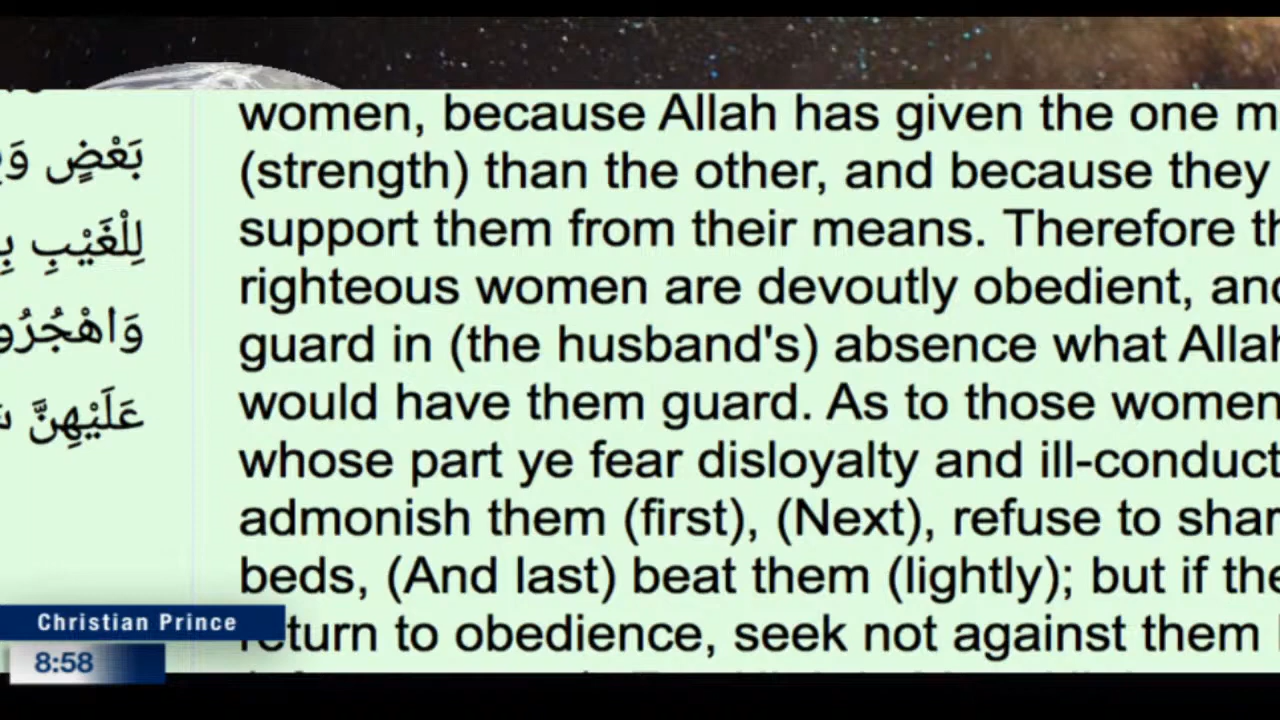 women, because Allah has given the one
(strength) than the other, and because they
support them from their means. Therefore
righteous women are devoutly obedient,
guard in (the husband's) absence what Allah
would have them guard. As to those women
whose part ye fear disloyalty and ill-conduct
admonish them (first), (Next), refuse to
beds, (And last) beat them (lightly); but if
return to obedience, seek not against them
بَعْضٍ
لِلْغَيْبِ
عَلَيْهِنَّ
Christian Prince
8:58